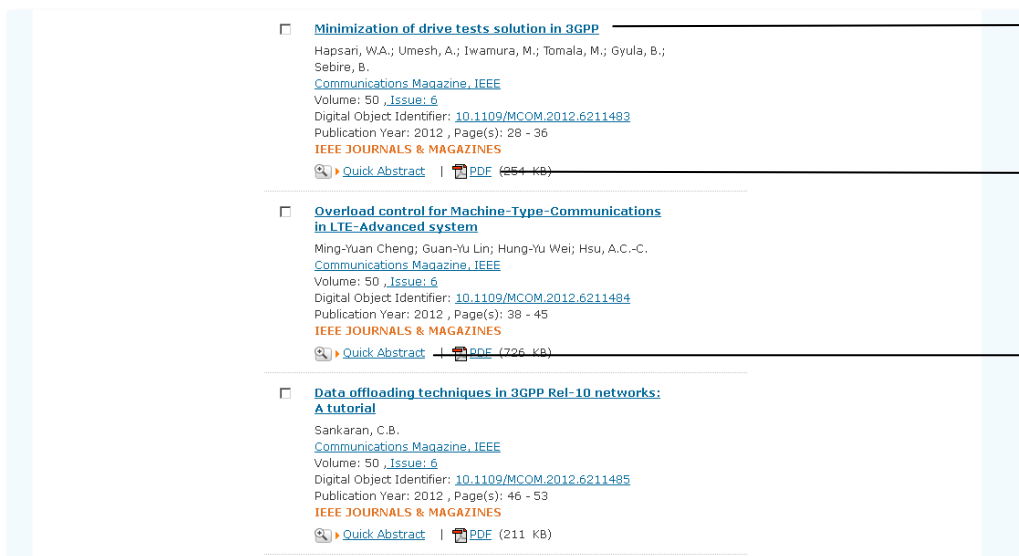 Minimization of drive tests solution in 3GPP
Hapsari, W.A.; Umesh, A.; Iwamura, M.; Tomala, M.; Gyula, B.;
Sebire, B.
Communications Magazine, IEEE
Volume: 50 , Issue: 6
Digital Object Identifier: 10.1109/MCOM.2012.6211483
Publication Year: 2012 , Page(s): 28 - 36
IEEE JOURNALS & MAGAZINES
Quick Abstract | PDF (254 KB)
Overload control for Machine-Type-Communications
in LTE-Advanced system
Ming-Yuan Cheng; Guan-Yu Lin; Hung-Yu Wei; Hsu, A.C.-C.
Communications Magazine, IEEE
Volume: 50 , Issue: 6
Digital Object Identifier: 10.1109/MCOM.2012.6211484
Publication Year: 2012 , Page(s): 38 - 45
IEEE JOURNALS & MAGAZINES
Quick Abstract | PDF (726 KB)
Data offloading techniques in 3GPP Rel-10 networks:
A tutorial
Sankaran, C.B.
Communications Magazine, IEEE
Volume: 50 , Issue: 6
Digital Object Identifier: 10.1109/MCOM.2012.6211485
Publication Year: 2012 , Page(s): 46 - 53
IEEE JOURNALS & MAGAZINES
Quick Abstract | PDF (211 KB)